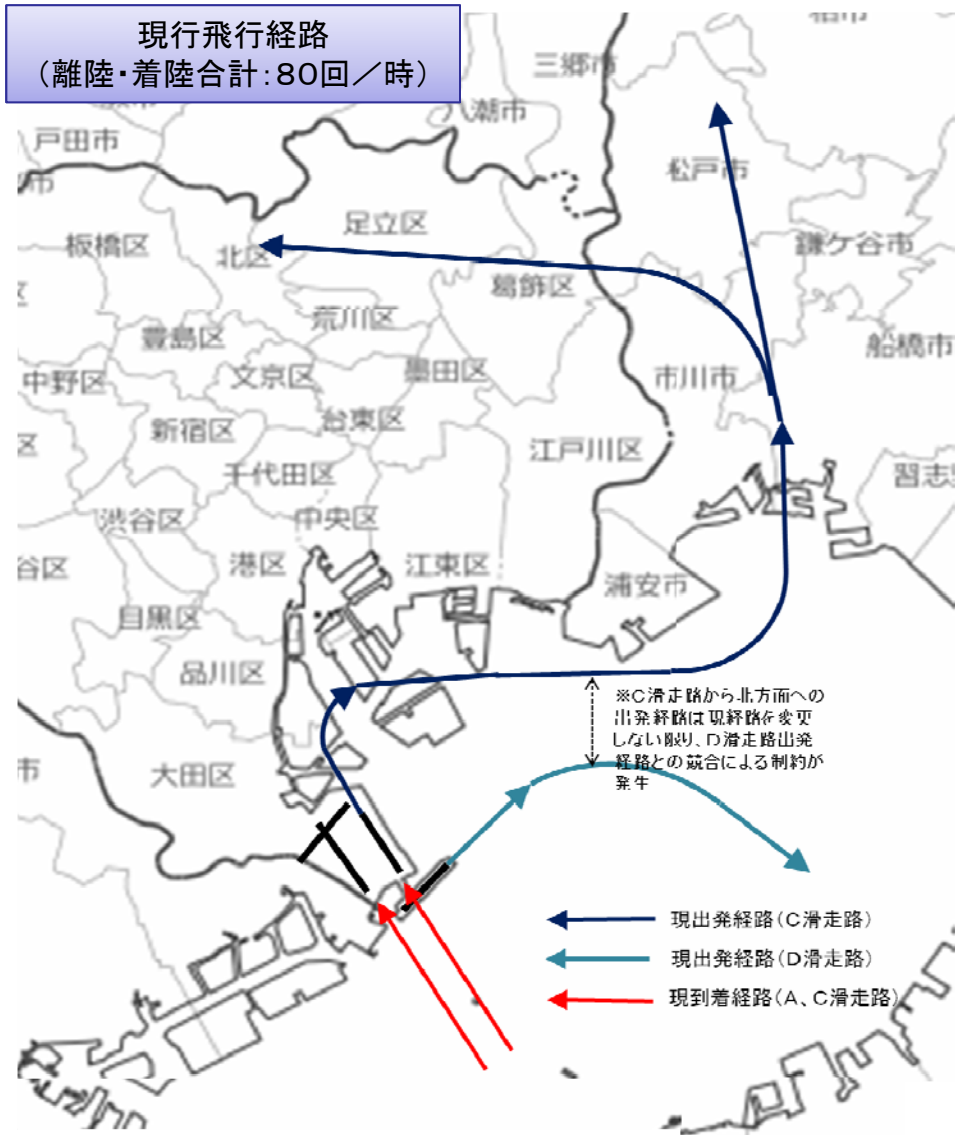 現行飛行経路
(離陸・着陸合計:80回/時)
柏市
三郷市
八潮市
戸田市
松戸市
足立区
板橋区
北区
鎌ケ谷市
葛飾区
荒川区
豊島区
船橋市
中野区
文京区
墨田区
市川市
台東区
新宿区
江戸川区
千代田区
習志
渋谷区
中央区
谷区
港区
江東区
浦安市
目黒区
品川区
※C滑走路から北方面への
出発経路は現経路を変更
しない限り、D滑走路出発
経路との競合による制約が
発生
市
大田区
現出発経路(C滑走路)
現出発経路(D滑走路)
現到着経路(A、C滑走路)